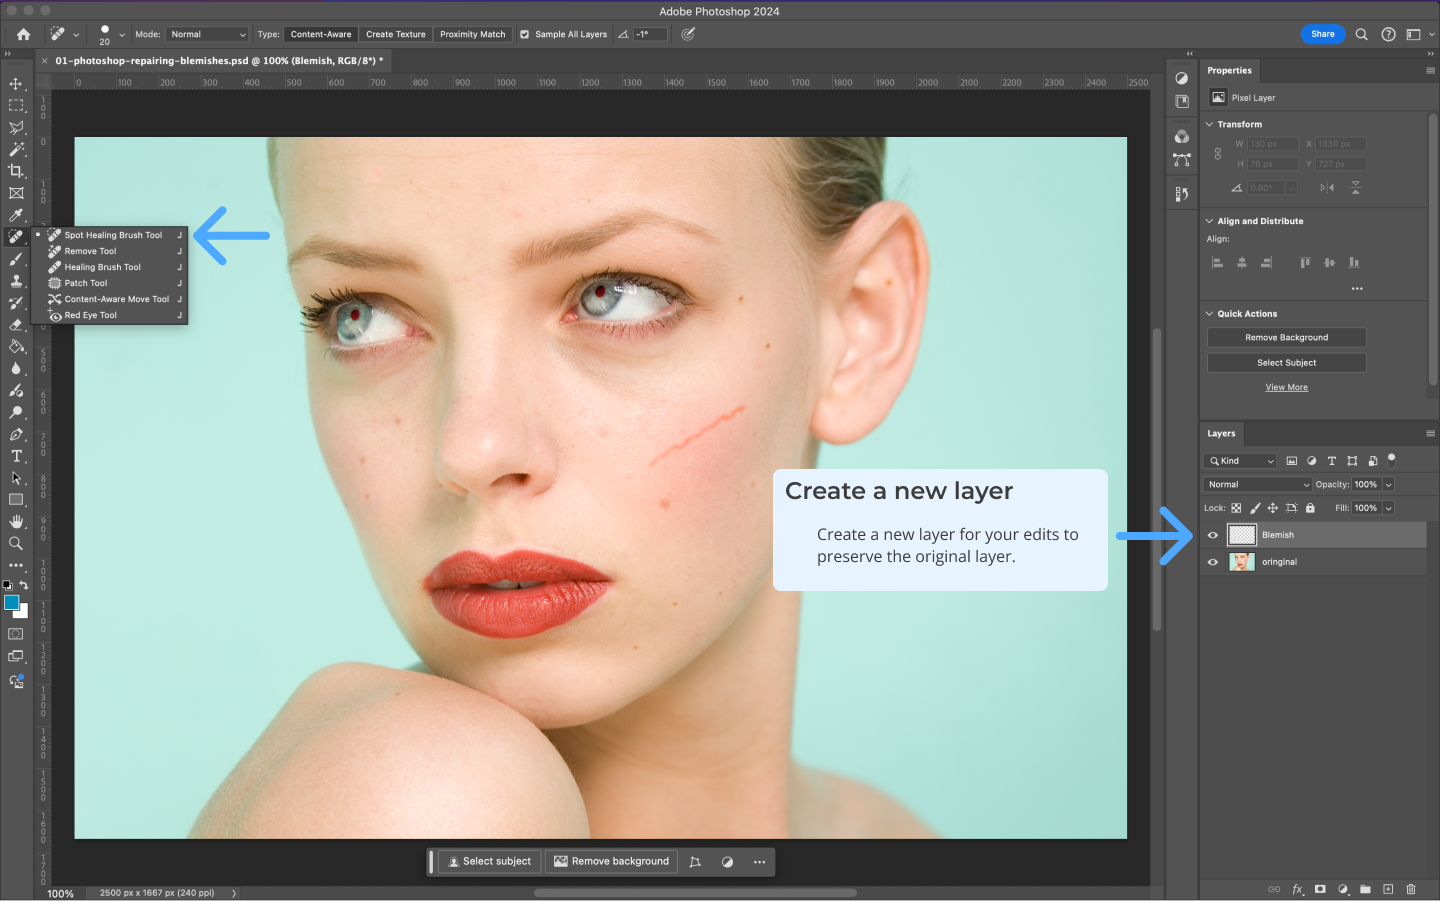 Adobe Photoshop 2024
20
Mode: Normal
Type: Content-Aware Create Texture Proximity Match
Sample All Layers
-1°
Share
01-photoshop-repairing-blemishes.psd @ 100% (Blemish, RGB/8*) *
0 100 200 300 400 500 600 700 800 900 1000 1100 1200 1300 1400 1500 1600 1700 1800 1900 2000 2100 2200 2300 2400 2500
Spot Healing Brush Tool J
Remove Tool J
Healing Brush Tool J
Patch Tool J
Content-Aware Move Tool J
Red Eye Tool J
Create a new layer
Create a new layer for your edits to
preserve the original layer.
Select subject
Remove background
100%
2500 px x 1667 px (240 ppi)
Properties
Pixel Layer
Transform
W 130 px X 1330 px
H 76 px Y 727 px
0.00°
Align and Distribute
Align:
Quick Actions
Remove Background
Select Subject
View More
Layers
Kind
Normal
Opacity: 100%
Lock:
Fill: 100%
Blemish
oringinal
fx